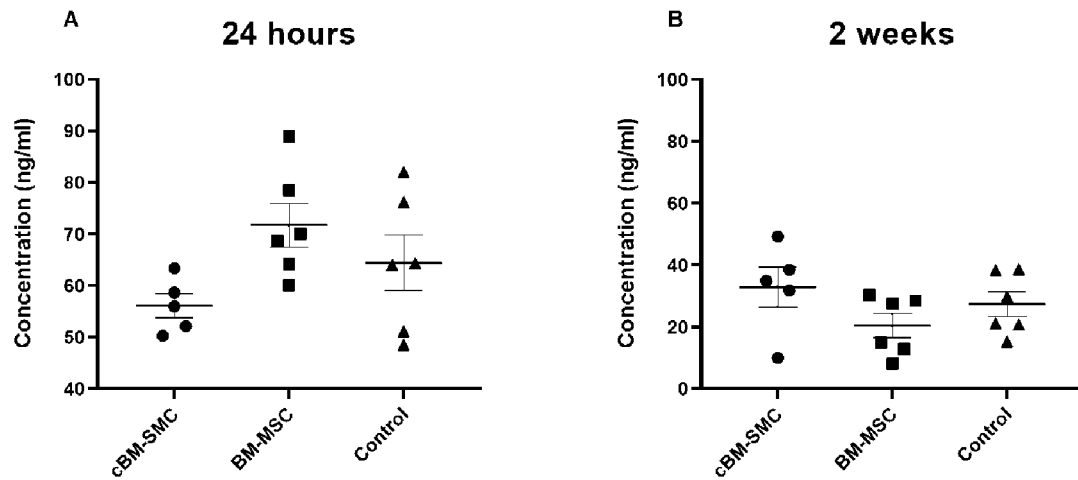 A
24 hours
Concentration (ng/ml)
100
90
80
70
60
50
40
cBM-SMC
BM-MSC
Control
B
2 weeks
Concentration (ng/ml)
100
80
60
40
20
0
cBM-SMC
BM-MSC
Control